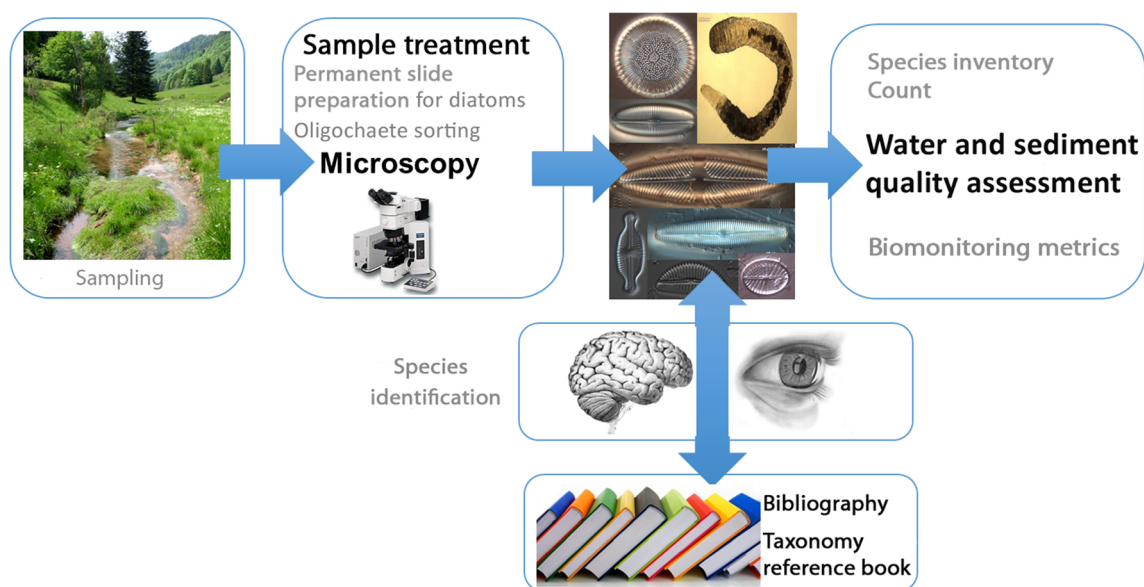 Sampling
Sample treatment
Permanent slide
preparation for diatoms
Oligochaete sorting
Microscopy
Species inventory
Count
Water and sediment
quality assessment
Biomonitoring metrics
Species
identification
Bibliography
Taxonomy
reference book